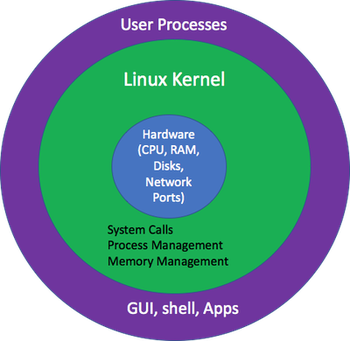 User Processes
Linux Kernel
Hardware
(CPU, RAM,
Disks,
Network
Ports)
System Calls
Process Management
Memory Management
GUI, shell, Apps